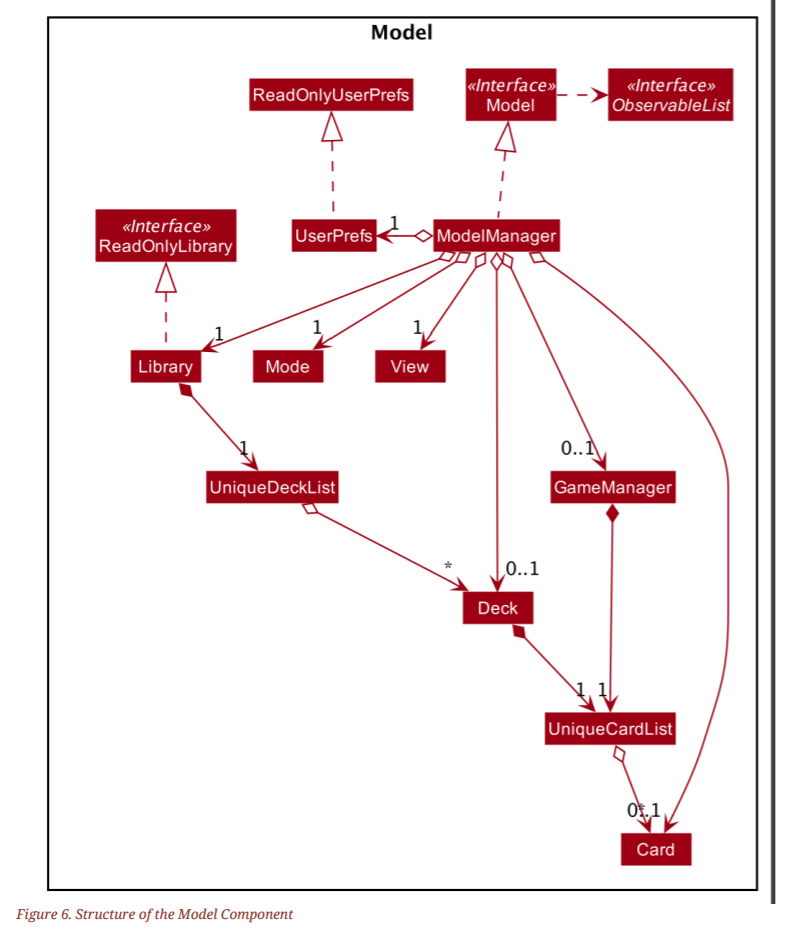 Model
ReadOnlyUserPrefs
«Interface»
Model
«Interface»
ObservableList
«Interface»
ReadOnlyLibrary
UserPrefs
1
ModelManager
1
1
1
Library
Mode
View
1
0..1
UniqueDeckList
GameManager
*
0..1
Deck
1
1
UniqueCardList
*
0..1
Card
Figure 6. Structure of the Model Component